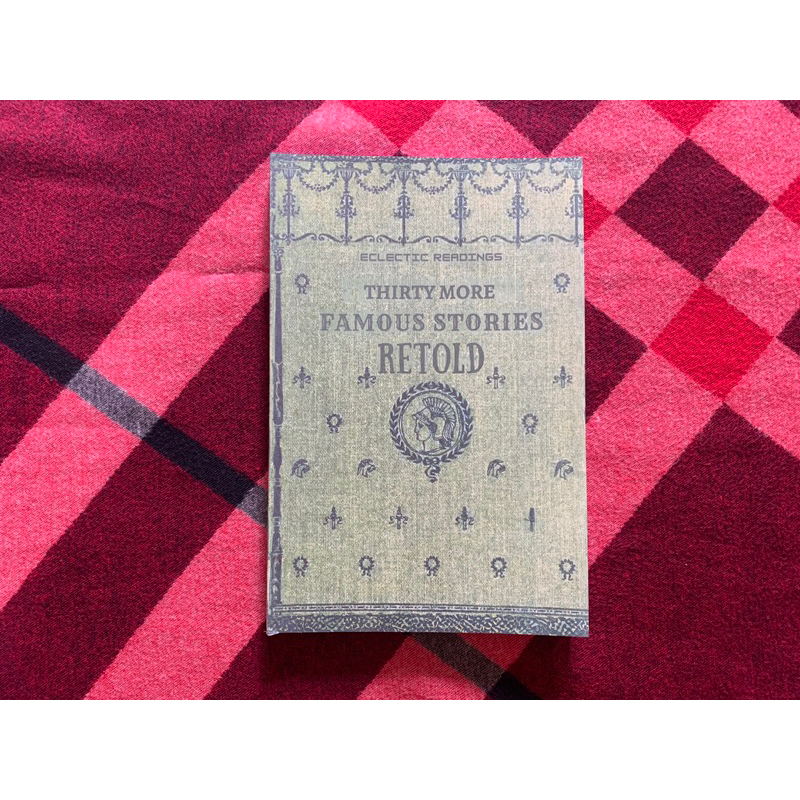 ECLECTIC READINGS
THIRTY MORE
FAMOUS STORIES
RETOLD